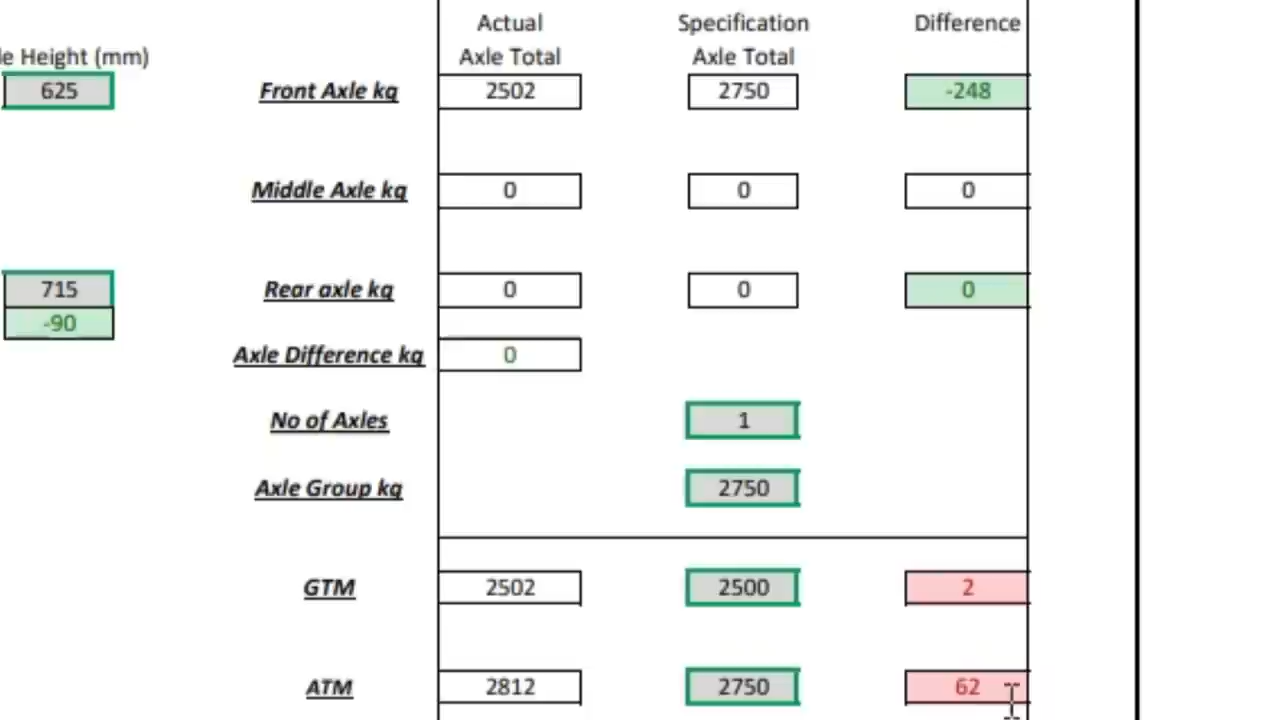 Actual Specification Difference
le Height (mm) Axle Total Axle Total
625 Front Axle kg 2502 2750 -248
Middle Axle kg 0 0 0
715 Rear axle kg 0 0 0
-90
Axle Difference kg 0
No of Axles 1
Axle Group kg 2750
GTM 2502 2500 2
ATM 2812 2750 62